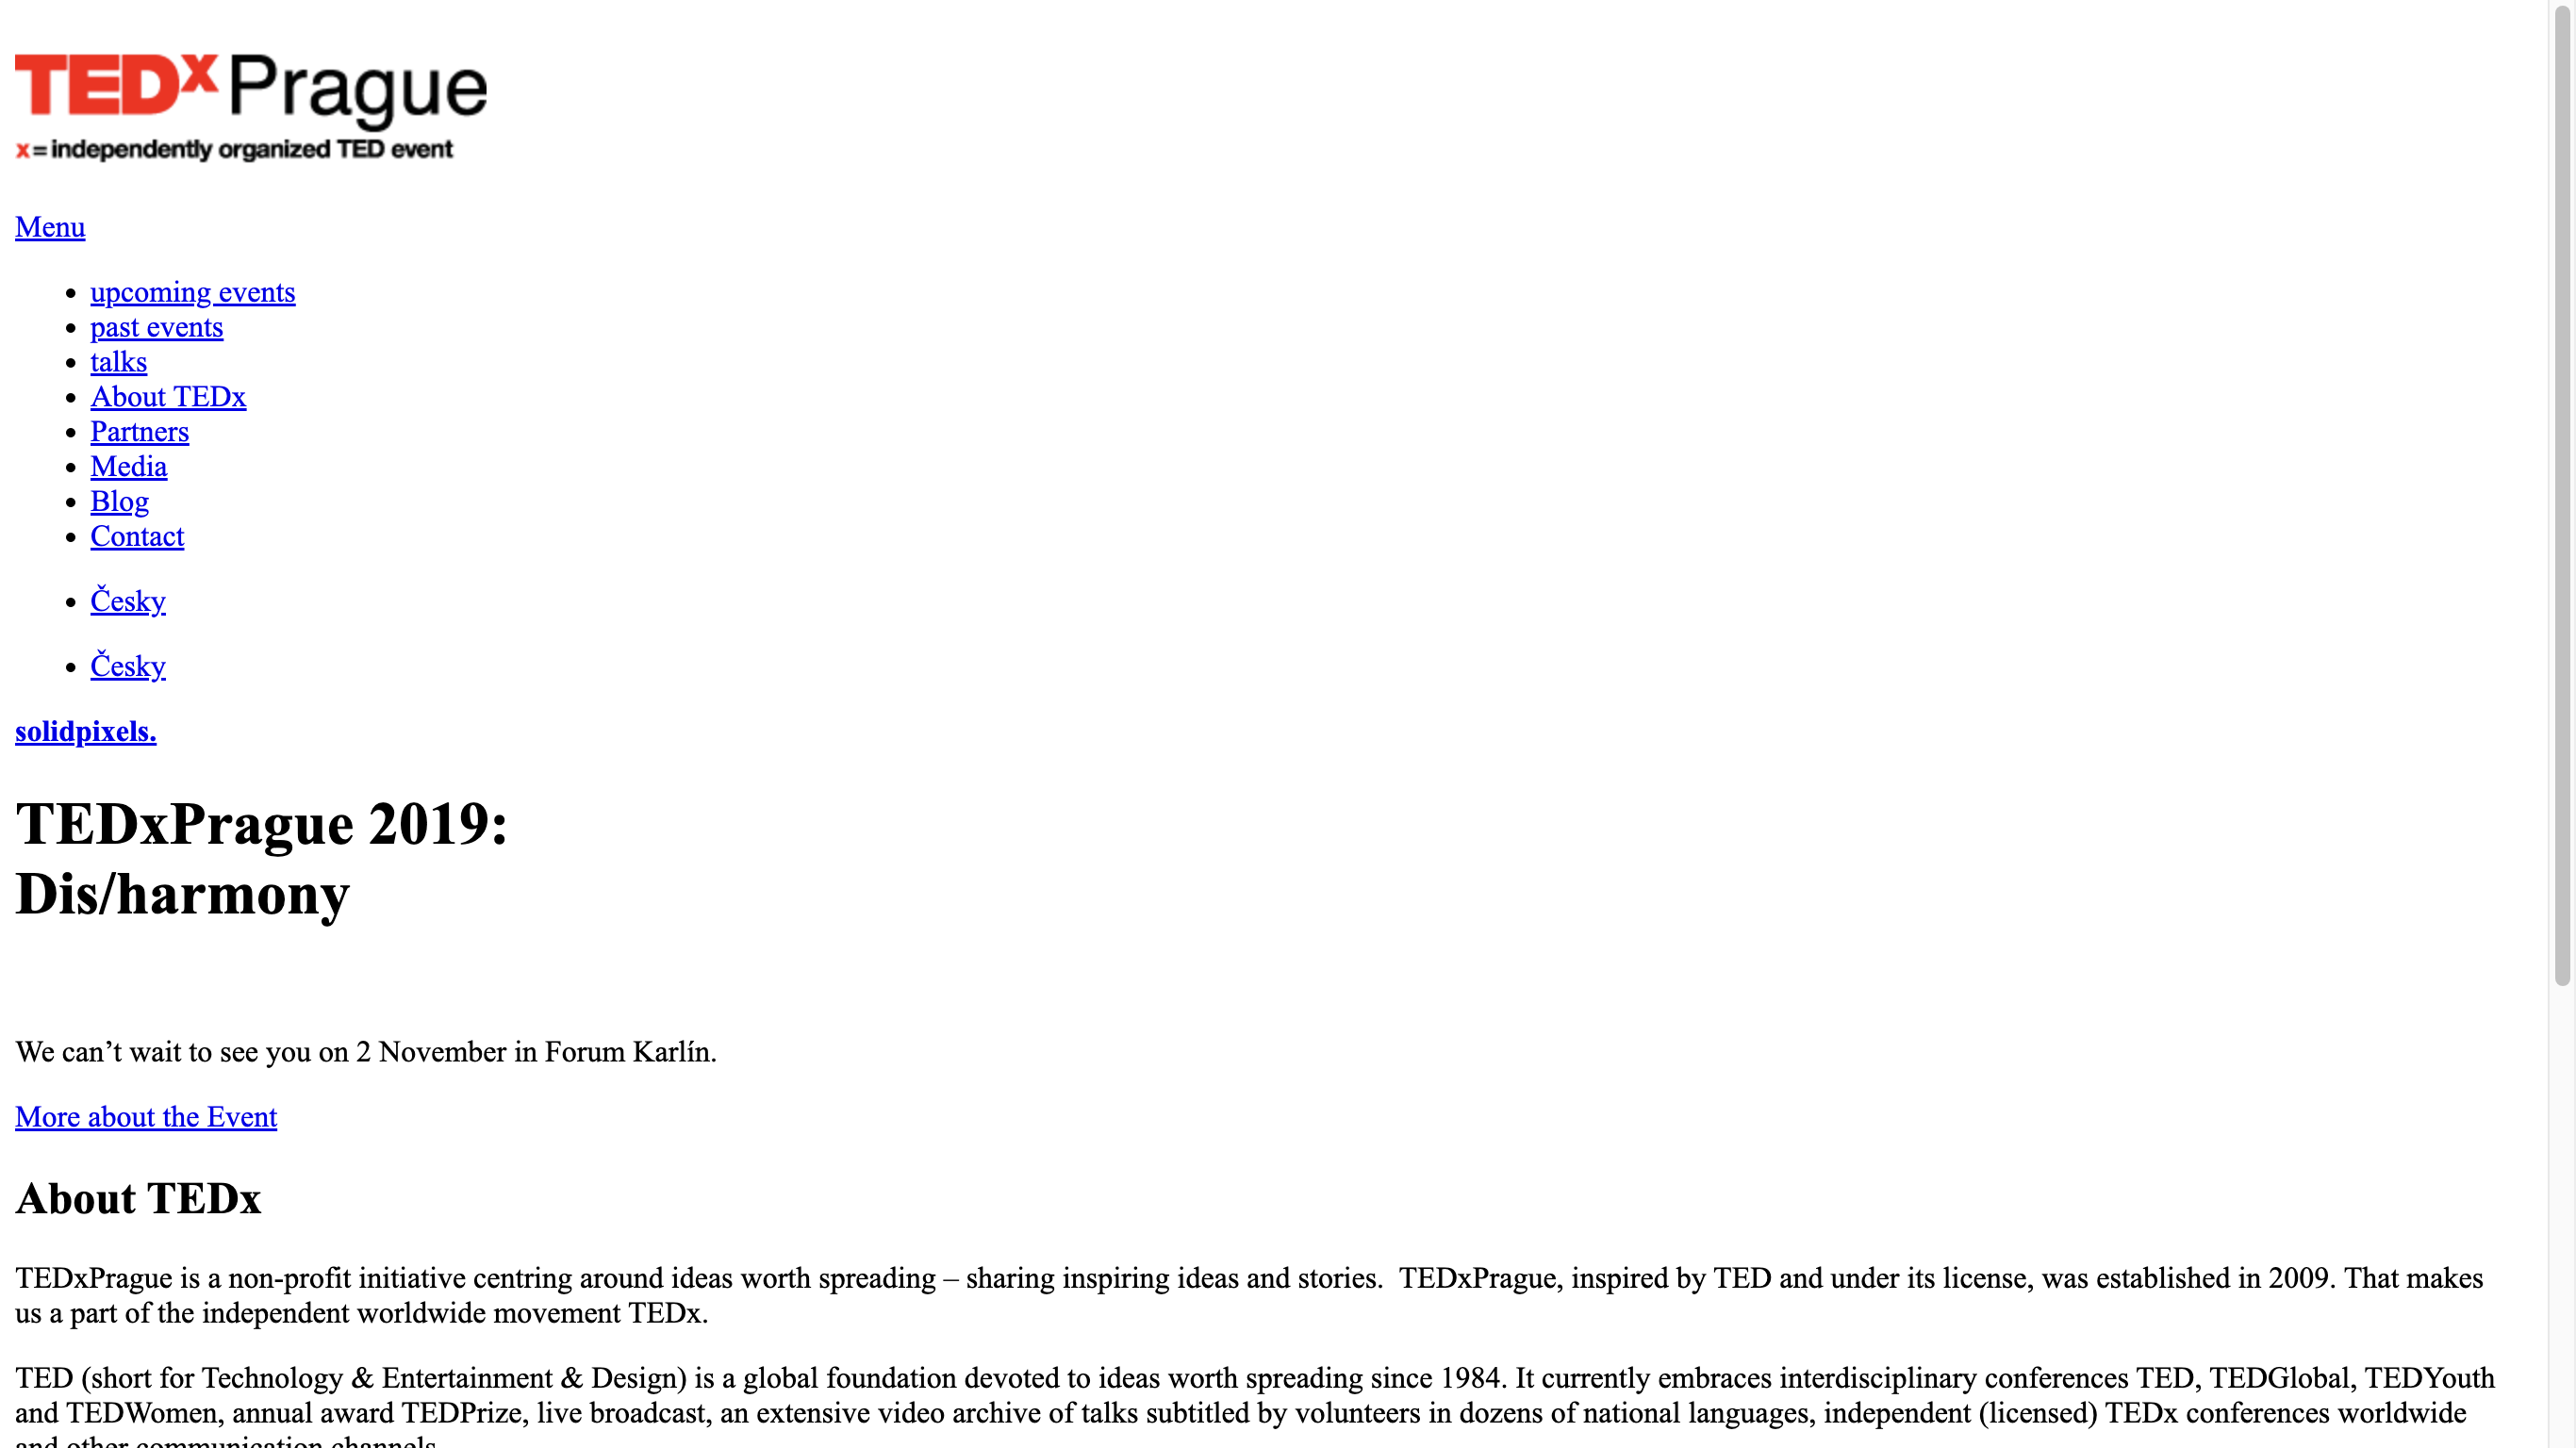 TEDx Prague
x = independently organized TED event
Menu
upcoming events
past events
talks
About TEDx
Partners
Media
Blog
Contact
Česky
Česky
solidpixels.
TEDxPrague 2019:
Dis/harmony
We can’t wait to see you on 2 November in Forum Karlín.
More about the Event
About TEDx
TEDxPrague is a non-profit initiative centring around ideas worth spreading – sharing inspiring ideas and stories.  TEDxPrague, inspired by TED and under its license, was established in 2009. That makes
us a part of the independent worldwide movement TEDx.
TED (short for Technology & Entertainment & Design) is a global foundation devoted to ideas worth spreading since 1984. It currently embraces interdisciplinary conferences TED, TEDGlobal, TEDYouth
and TEDWomen, annual award TEDPrize, live broadcast, an extensive video archive of talks subtitled by volunteers in dozens of national languages, independent (licensed) TEDx conferences worldwide
and other communication channels.